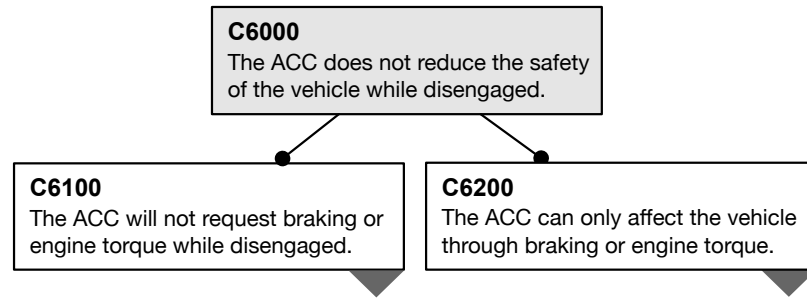 C6000
The ACC does not reduce the safety
of the vehicle while disengaged.
C6100
The ACC will not request braking or
engine torque while disengaged.
C6200
The ACC can only affect the vehicle
through braking or engine torque.